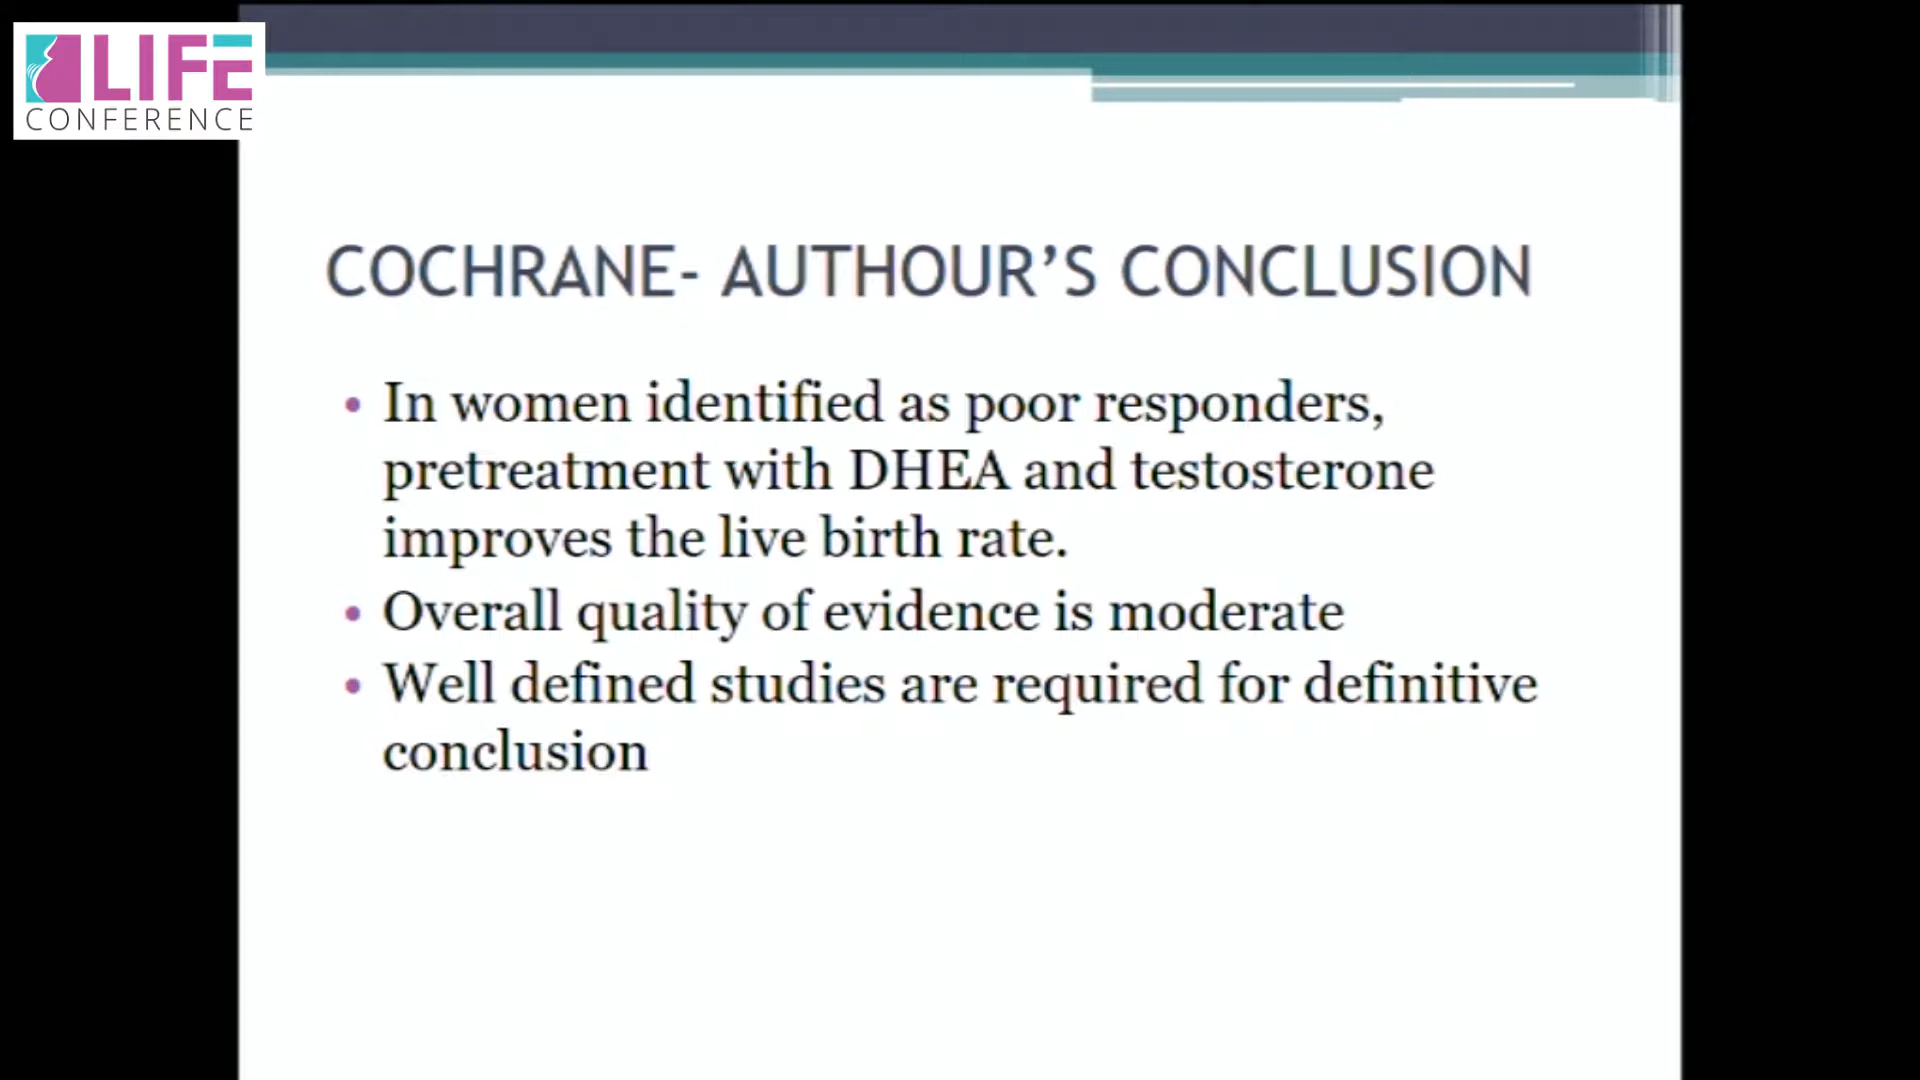 LIFE
CONFERENCE
COCHRANE- AUTHOUR’S CONCLUSION
• In women identified as poor responders,
pretreatment with DHEA and testosterone
improves the live birth rate.
• Overall quality of evidence is moderate
• Well defined studies are required for definitive
conclusion